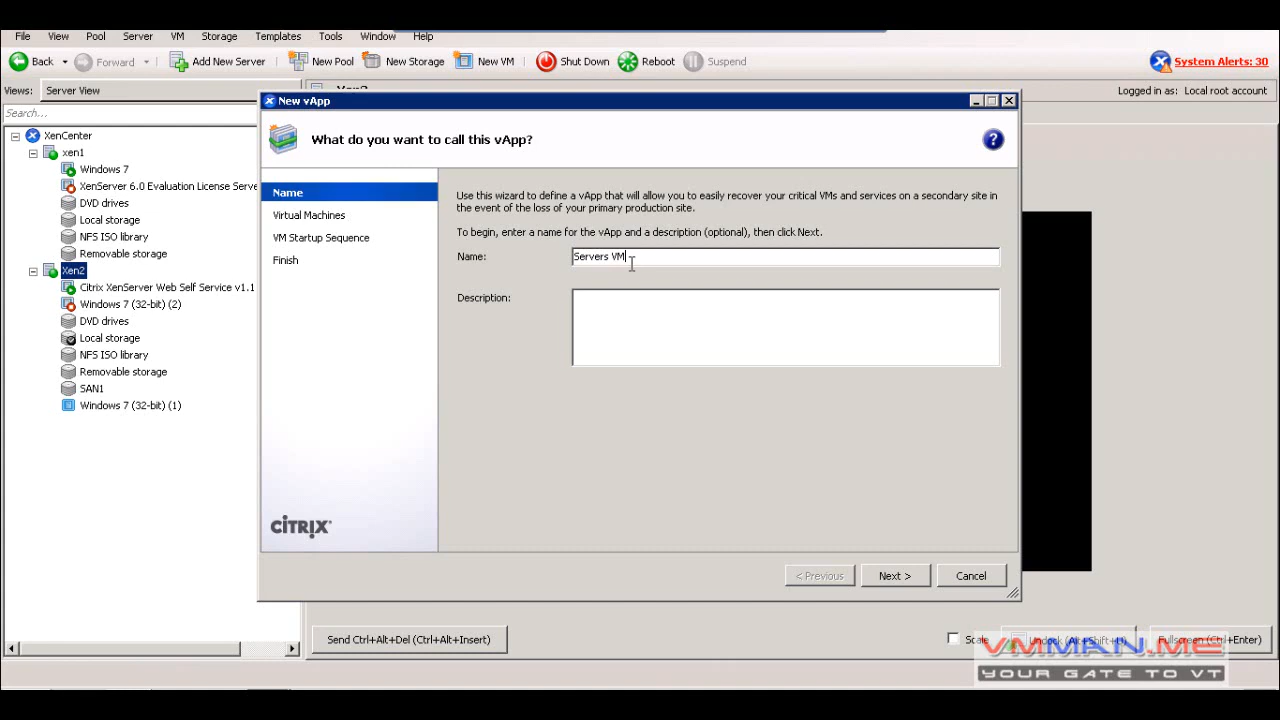 File View Pool Server VM Storage Templates Tools Window Help
Back Forward Add New Server New Pool New Storage New VM Shut Down Reboot Suspend System Alerts: 30
Views: Server View Logged in as: Local root account
Search...
New vApp
What do you want to call this vApp?
XenCenter
xen1
Windows 7
XenServer 6.0 Evaluation License Serve
DVD drives
Local storage
NFS ISO library
Removable storage
Xen2
Citrix XenServer Web Self Service v1.1
Windows 7 (32-bit) (2)
DVD drives
Local storage
NFS ISO library
Removable storage
SAN1
Windows 7 (32-bit) (1)
Name
Virtual Machines
VM Startup Sequence
Finish
CİTRIX
Use this wizard to define a vApp that will allow you to easily recover your critical VMs and services on a secondary site in
the event of the loss of your primary production site.
To begin, enter a name for the vApp and a description (optional), then click Next.
Name: Servers VM
Description:
< Previous Next > Cancel
Send Ctrl+Alt+Del (Ctrl+Alt+Insert) Scale Undock (Alt+Shift+U) Fullscreen (Ctrl+Enter)
VMMAN.ME
YOUR GATE TO VT